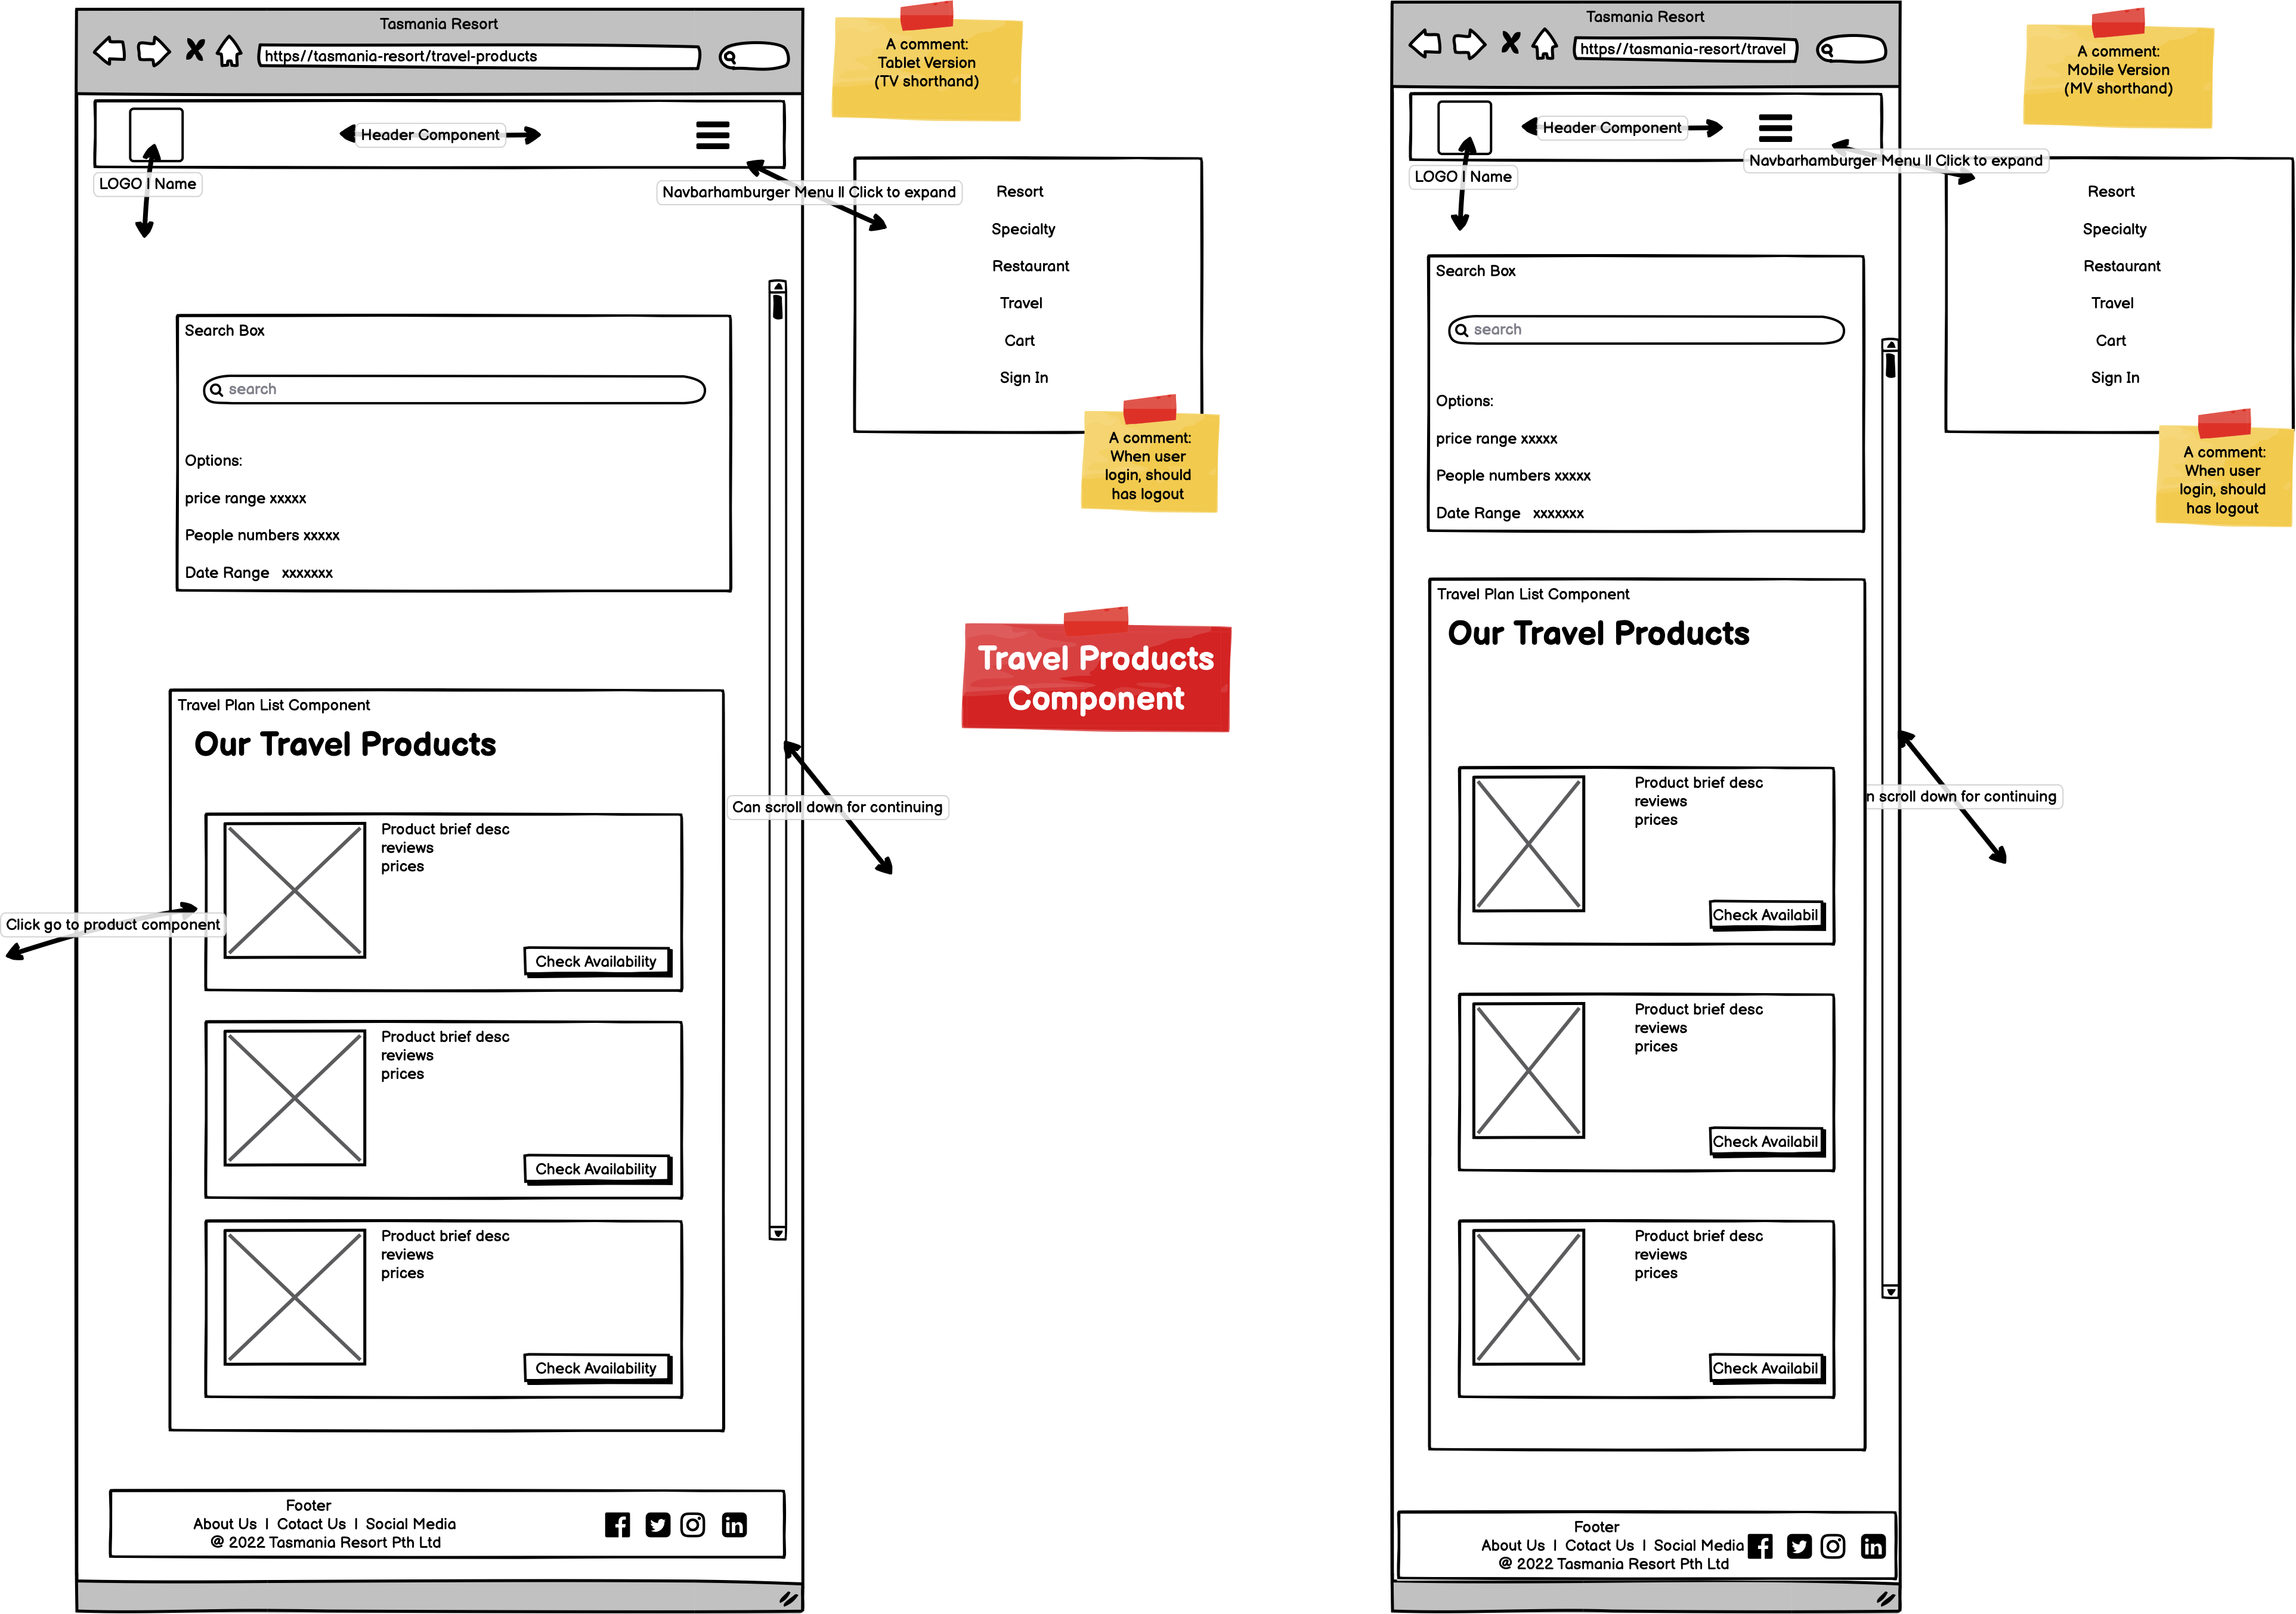 Tasmania Resort
https//tasmania-resort/travel-products
A comment:
Tablet Version
(TV shorthand)
Header Component
LOGO | Name
Navbarhamburger Menu || Click to expand
Resort
Specialty
Restaurant
Travel
Cart
Sign In
A comment:
When user
login, should
has logout
Search Box
search
Options:
price range xxxxx
People numbers xxxxx
Date Range xxxxxxx
Travel Products
Component
Travel Plan List Component
Our Travel Products
Can scroll down for continuing
Product brief desc
reviews
prices
Click go to product component
Check Availability
Product brief desc
reviews
prices
Check Availability
Product brief desc
reviews
prices
Check Availability
Footer
About Us | Cotact Us | Social Media
@ 2022 Tasmania Resort Pth Ltd
Tasmania Resort
https//tasmania-resort/travel
A comment:
Mobile Version
(MV shorthand)
Header Component
LOGO | Name
Navbarhamburger Menu || Click to expand
Resort
Specialty
Restaurant
Travel
Cart
Sign In
A comment:
When user
login, should
has logout
Search Box
search
Options:
price range xxxxx
People numbers xxxxx
Date Range xxxxxxx
Travel Plan List Component
Our Travel Products
n scroll down for continuing
Product brief desc
reviews
prices
Check Availabil
Product brief desc
reviews
prices
Check Availabil
Product brief desc
reviews
prices
Check Availabil
Footer
About Us | Cotact Us | Social Media
@ 2022 Tasmania Resort Pth Ltd